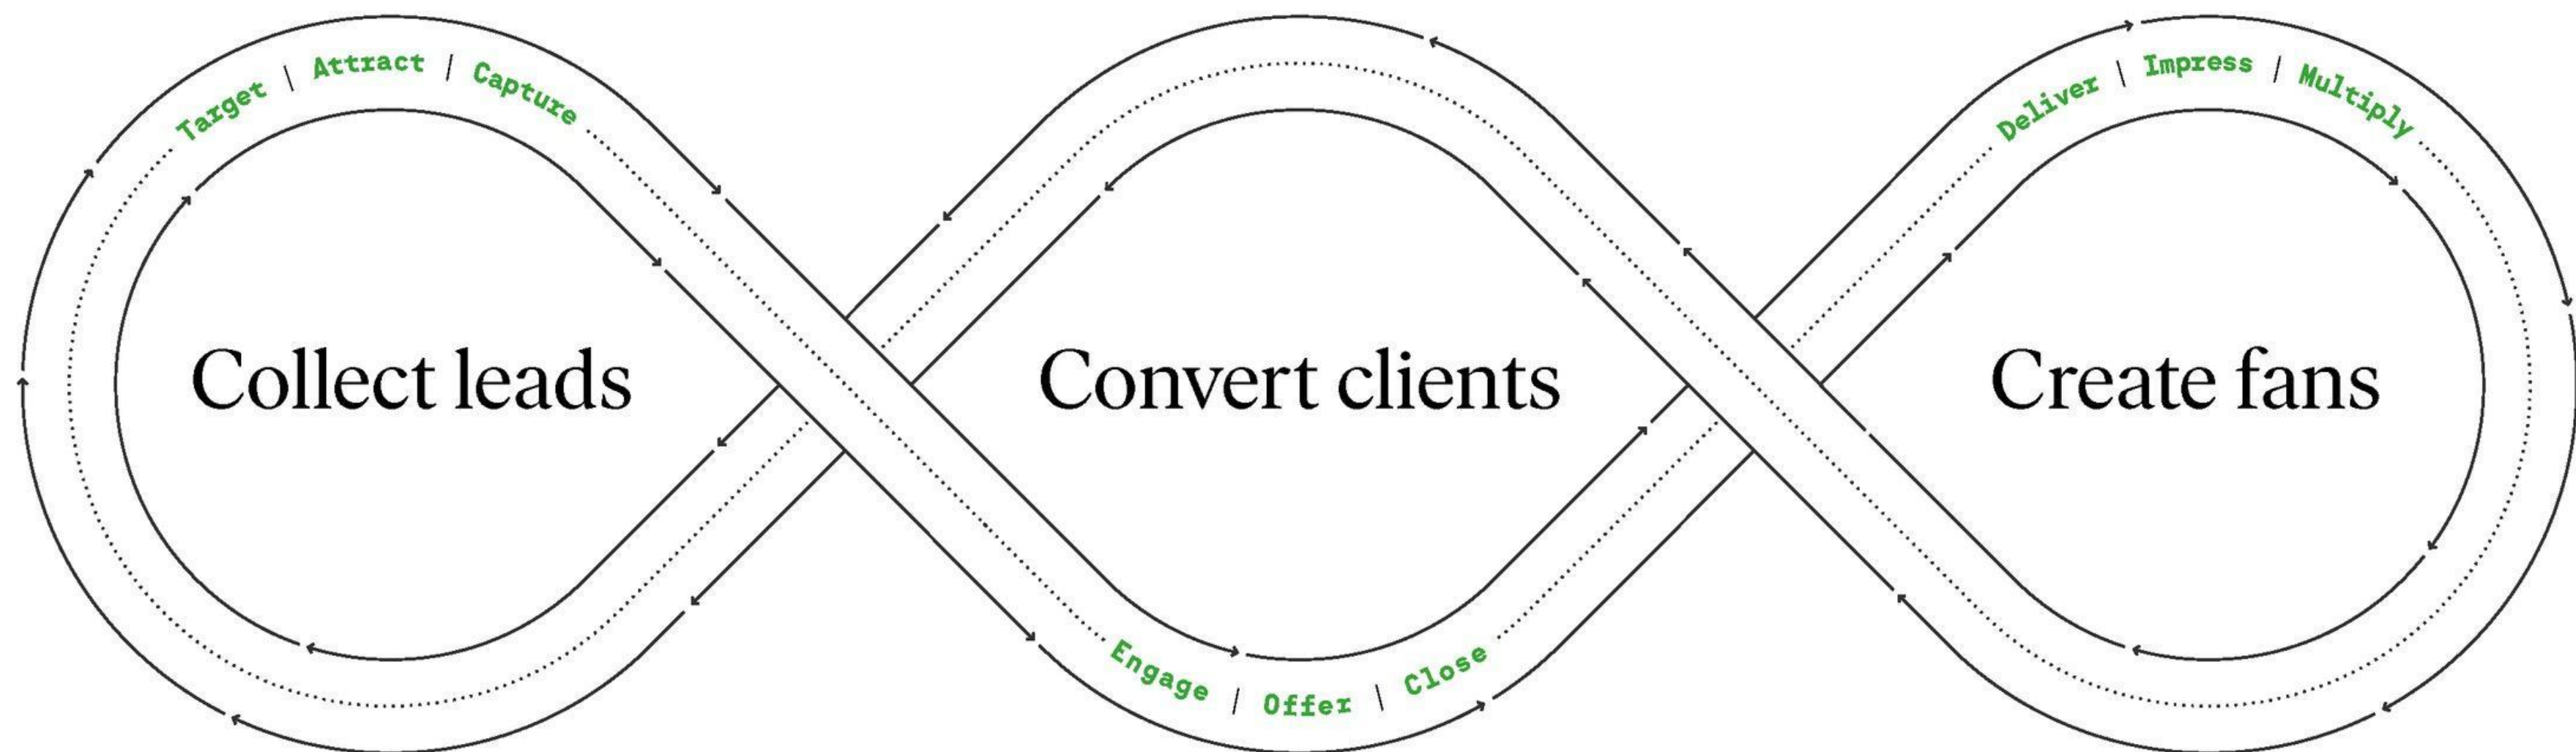 Target | Attract | Capture
Collect leads
Engage | Offer | Close
Convert clients
Deliver | Impress | Multiply
Create fans